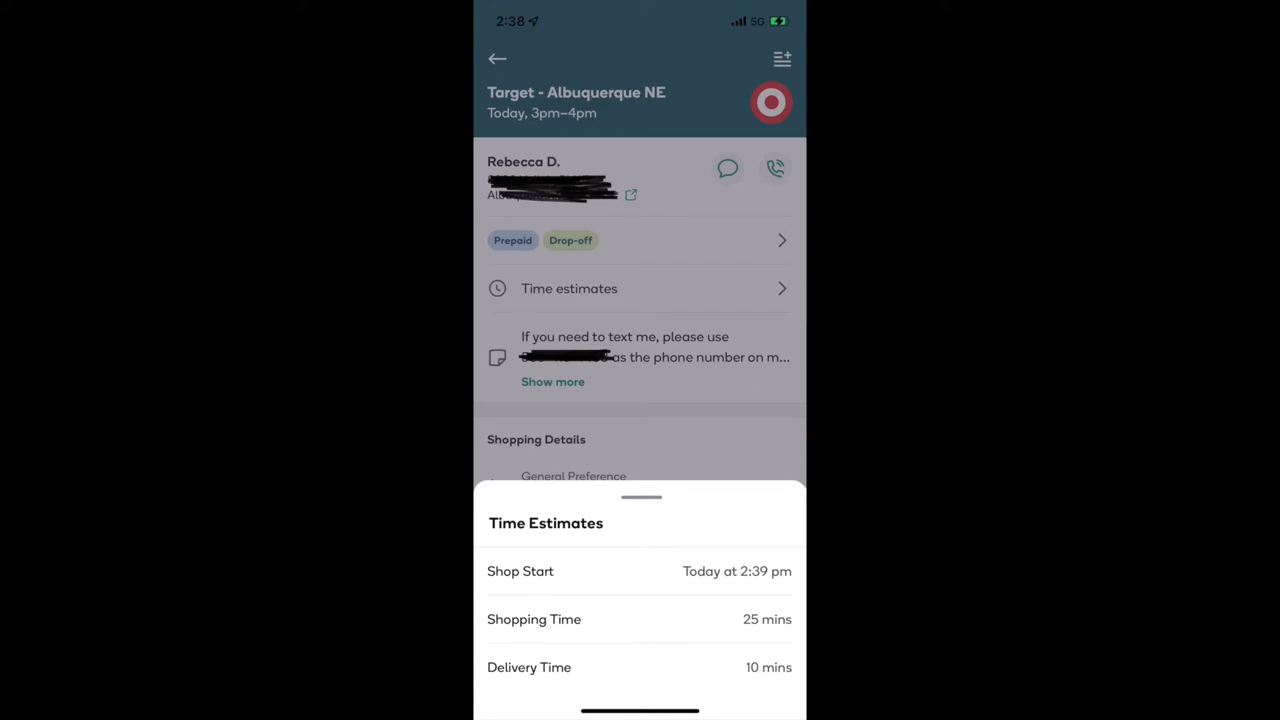 2:38
5G
Target - Albuquerque NE
Today, 3pm–4pm
Rebecca D.
Prepaid
Drop-off
Time estimates
If you need to text me, please use
as the phone number on m...
Show more
Shopping Details
General Preference
Time Estimates
Shop Start
Today at 2:39 pm
Shopping Time
25 mins
Delivery Time
10 mins